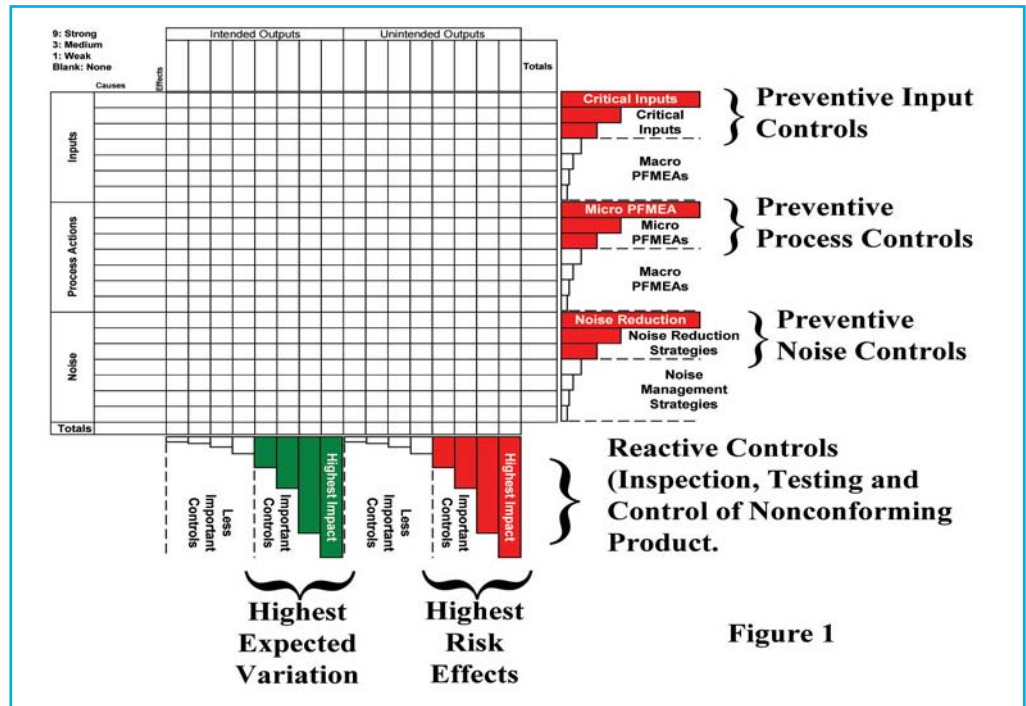 9: Strong
3: Medium
1: Weak
Blank: None
Causes
Effects
Intended Outputs
Unintended Outputs
Totals
Inputs
Process Actions
Noise
Totals
Critical Inputs
Critical
Inputs
Macro
PFMEAs
Micro PFMEA
Micro
PFMEAs
Macro
PFMEAs
Noise Reduction
Noise Reduction
Strategies
Noise
Management
Strategies
Preventive Input
Controls
Preventive
Process Controls
Preventive
Noise Controls
Less
Important
Controls
Important
Controls
Highest Impact
Less
Important
Controls
Important
Controls
Highest Impact
Reactive Controls
(Inspection, Testing and
Control of Nonconforming
Product.
Highest
Expected
Variation
Highest
Risk
Effects
Figure 1